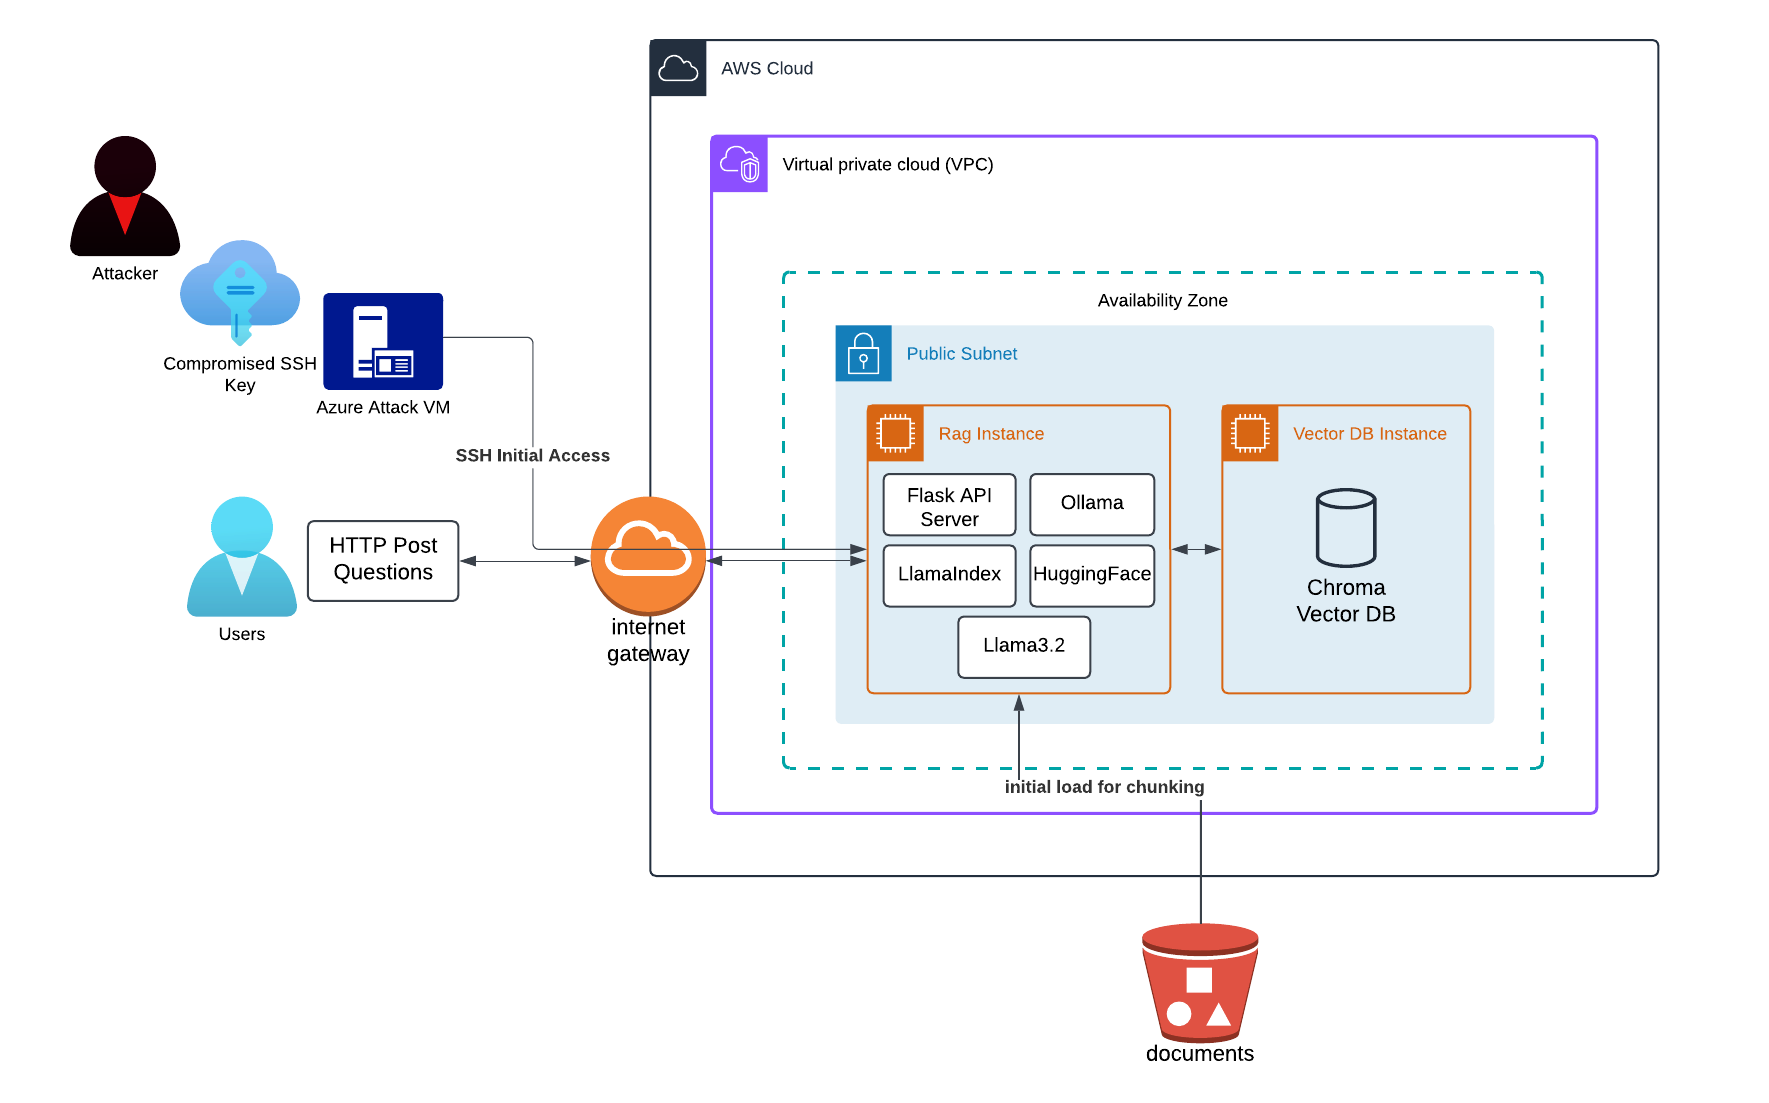 AWS Cloud
Virtual private cloud (VPC)
Attacker
Compromised SSH
Key
Azure Attack VM
SSH Initial Access
Users
HTTP Post
Questions
internet
gateway
Availability Zone
Public Subnet
Rag Instance
Flask API
Server
Ollama
LlamaIndex
HuggingFace
Llama3.2
Vector DB Instance
Chroma
Vector DB
initial load for chunking
documents